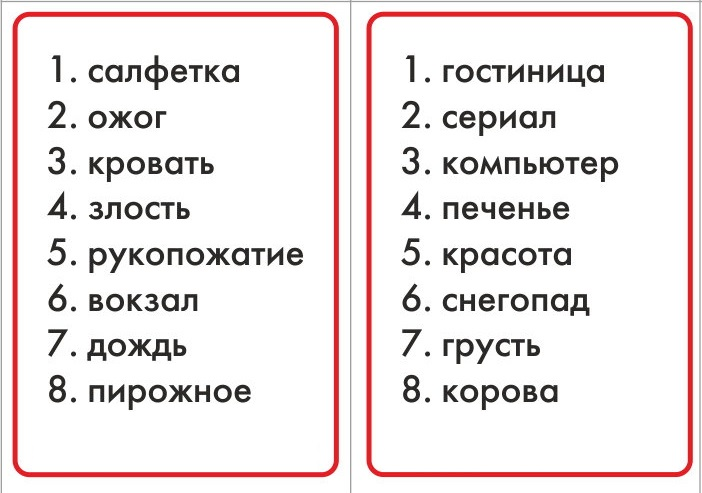 1. салфетка
2. ожог
3. кровать
4. злость
5. рукопожатие
6. вокзал
7. дождь
8. пирожное
1. гостиница
2. сериал
3. компьютер
4. печенье
5. красота
6. снегопад
7. грусть
8. корова